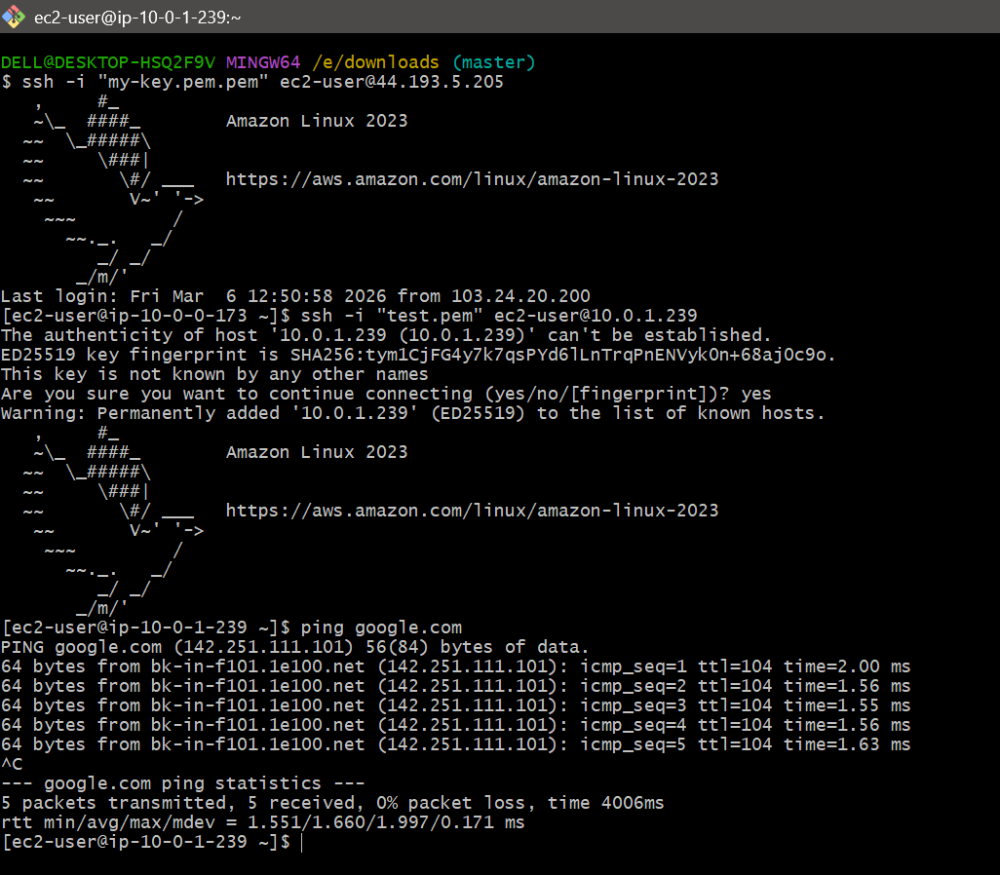 ec2-user@ip-10-0-1-239:~
DELL@DESKTOP-HSQ2F9V MINGW64 /e/downloads (master)
$ ssh -i "my-key.pem.pem" ec2-user@44.193.5.205
   ,     #_
   ~\_  ####_        Amazon Linux 2023
  ~~  \_#####\
  ~~     \###|
  ~~       \#/ ___   https://aws.amazon.com/linux/amazon-linux-2023
   ~~       V~' '->
    ~~~         /
      ~~._.   _/
         _/ _/
       _/m/'
Last login: Fri Mar  6 12:50:58 2026 from 103.24.20.200
[ec2-user@ip-10-0-0-173 ~]$ ssh -i "test.pem" ec2-user@10.0.1.239
The authenticity of host '10.0.1.239 (10.0.1.239)' can't be established.
ED25519 key fingerprint is SHA256:tym1CjFG4y7k7qsPYd6lLnTrqPnENVykOn+68aj0c9o.
This key is not known by any other names
Are you sure you want to continue connecting (yes/no/[fingerprint])? yes
Warning: Permanently added '10.0.1.239' (ED25519) to the list of known hosts.
   ,     #_
   ~\_  ####_        Amazon Linux 2023
  ~~  \_#####\
  ~~     \###|
  ~~       \#/ ___   https://aws.amazon.com/linux/amazon-linux-2023
   ~~       V~' '->
    ~~~         /
      ~~._.   _/
         _/ _/
       _/m/'
[ec2-user@ip-10-0-1-239 ~]$ ping google.com
PING google.com (142.251.111.101) 56(84) bytes of data.
64 bytes from bk-in-f101.1e100.net (142.251.111.101): icmp_seq=1 ttl=104 time=2.00 ms
64 bytes from bk-in-f101.1e100.net (142.251.111.101): icmp_seq=2 ttl=104 time=1.56 ms
64 bytes from bk-in-f101.1e100.net (142.251.111.101): icmp_seq=3 ttl=104 time=1.55 ms
64 bytes from bk-in-f101.1e100.net (142.251.111.101): icmp_seq=4 ttl=104 time=1.56 ms
64 bytes from bk-in-f101.1e100.net (142.251.111.101): icmp_seq=5 ttl=104 time=1.63 ms
^C
--- google.com ping statistics ---
5 packets transmitted, 5 received, 0% packet loss, time 4006ms
rtt min/avg/max/mdev = 1.551/1.660/1.997/0.171 ms
[ec2-user@ip-10-0-1-239 ~]$